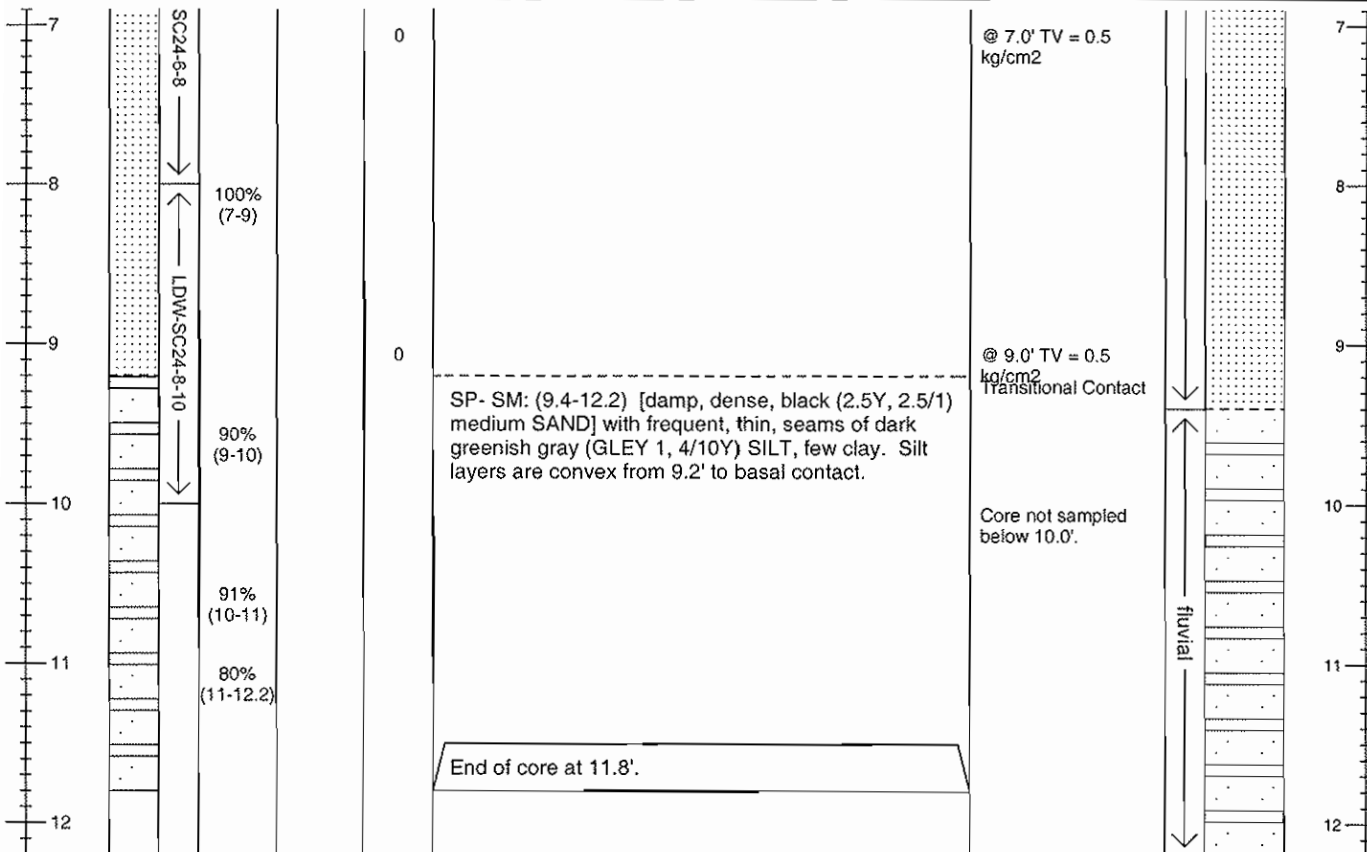 7
SC24-6-8
0
@ 7.0' TV = 0.5
kg/cm2
7
8
100%
(7-9)
8
LDW-SC24-8-10
9
0
@ 9.0' TV = 0.5
kg/cm2
Transitional Contact
9
SP- SM: (9.4-12.2) [damp, dense, black (2.5Y, 2.5/1)
medium SAND] with frequent, thin, seams of dark
greenish gray (GLEY 1, 4/10Y) SILT, few clay. Silt
layers are convex from 9.2' to basal contact.
90%
(9-10)
10
Core not sampled
below 10.0'.
10
91%
(10-11)
fluvial
11
80%
(11-12.2)
11
End of core at 11.8'.
12
12